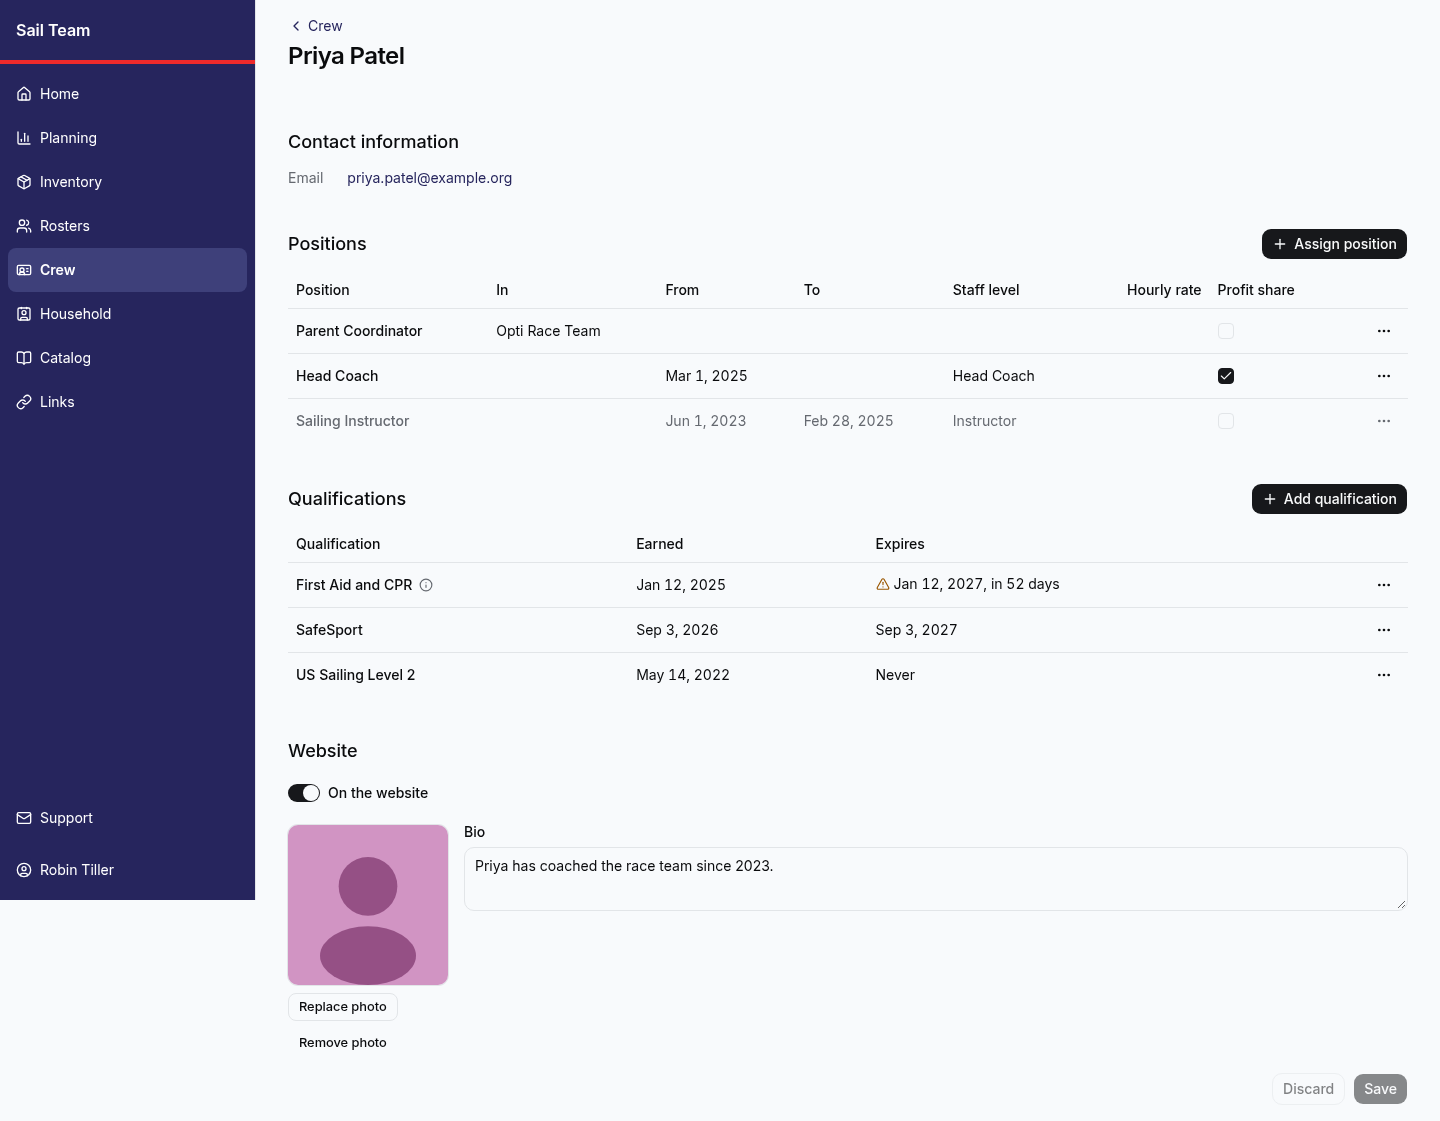 Sail Team
Home
Planning
Inventory
Rosters
Crew
Household
Catalog
Links
Support
Robin Tiller
Crew
Priya Patel
Contact information
Email priya.patel@example.org
Positions
Assign position
Position In From To Staff level Hourly rate Profit share
Parent Coordinator Opti Race Team
Head Coach Mar 1, 2025 Head Coach
Sailing Instructor Jun 1, 2023 Feb 28, 2025 Instructor
Qualifications
Add qualification
Qualification Earned Expires
First Aid and CPR Jan 12, 2025 Jan 12, 2027, in 52 days
SafeSport Sep 3, 2026 Sep 3, 2027
US Sailing Level 2 May 14, 2022 Never
Website
On the website
Bio
Priya has coached the race team since 2023.
Replace photo
Remove photo
Discard Save